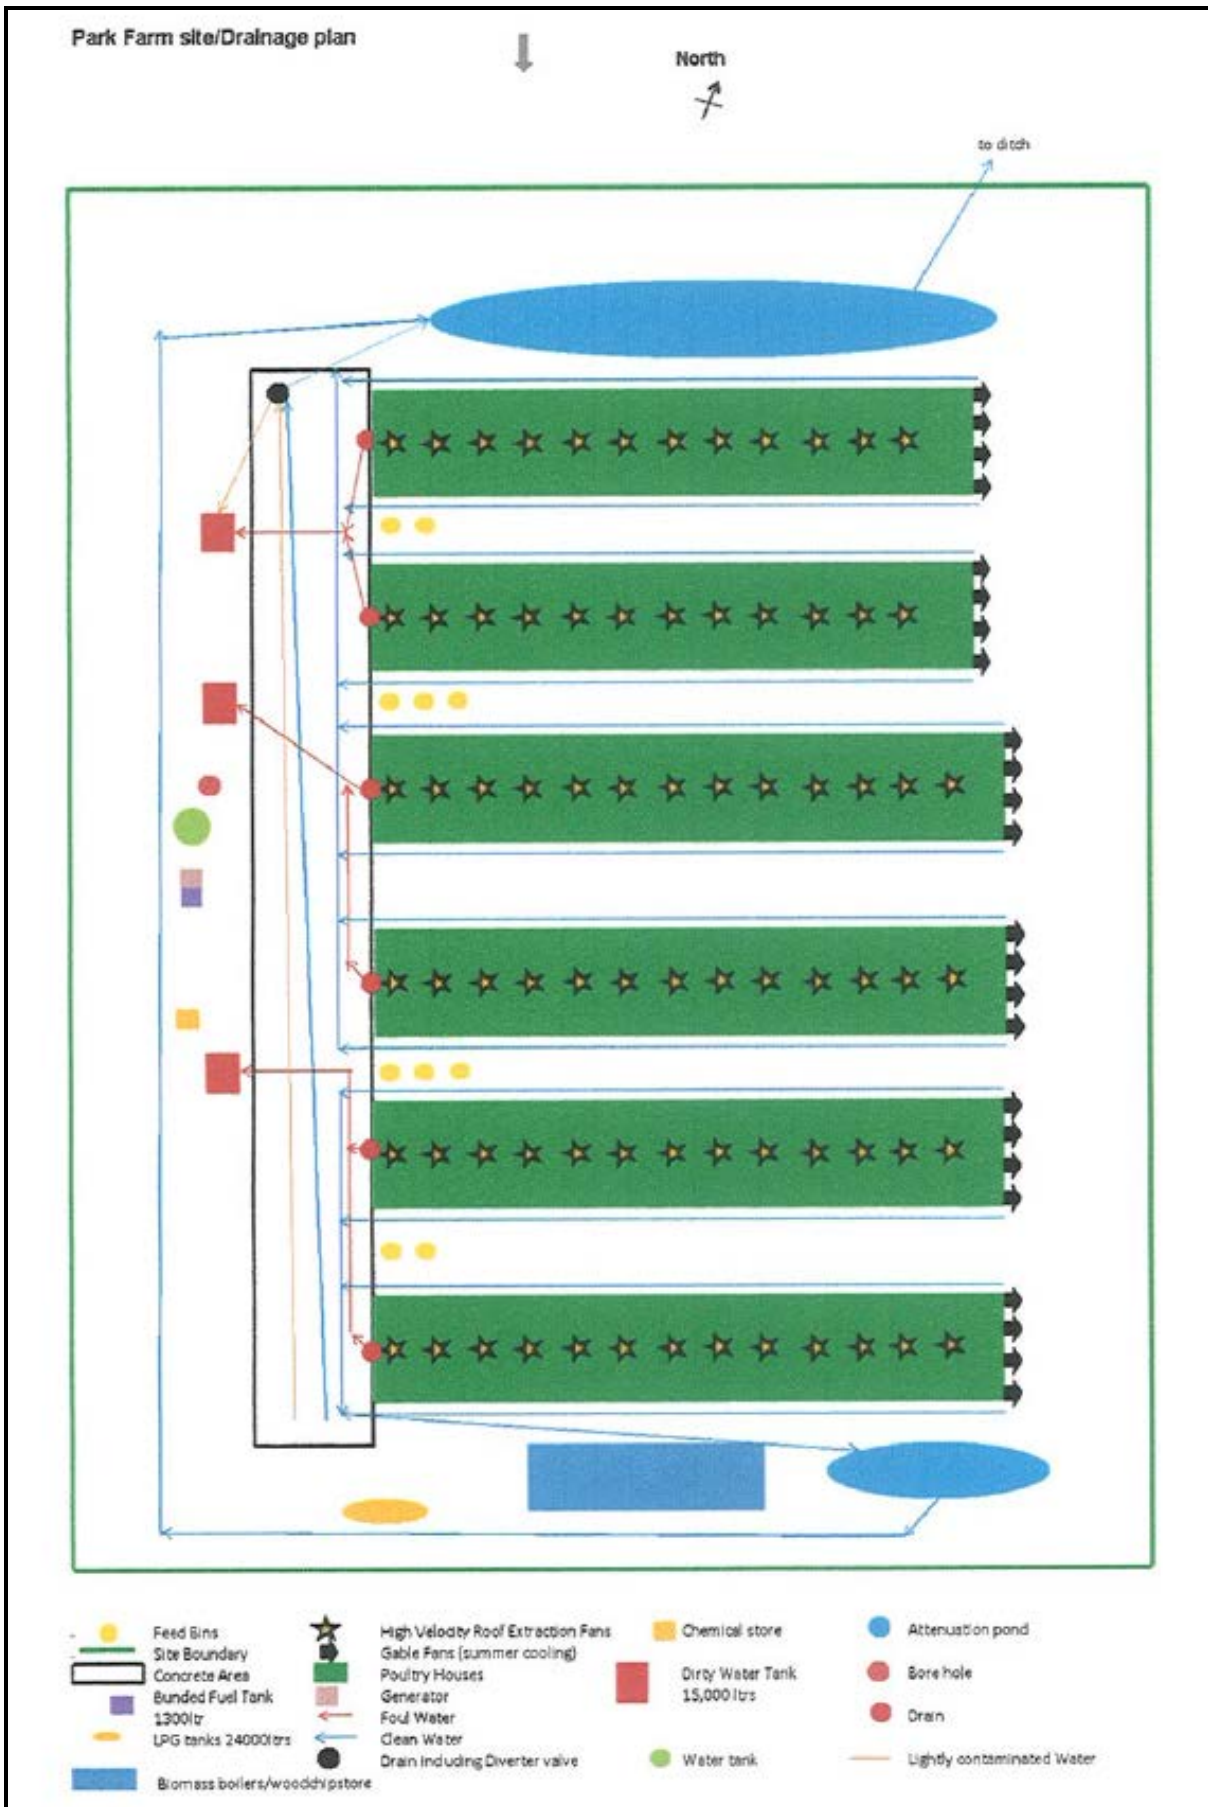 Park Farm site/Drainage plan
North
to ditch
Feed Bins
Site Boundary
Concrete Area
Bunded Fuel Tank
1300ltr
LPG tanks 24000ltrs
Biomass boilers/woodchipstore
High Velocity Roof Extraction Fans
Gable Fans (summer cooling)
Poultry Houses
Generator
Foul Water
Clean Water
Drain Including Diverter valve
Chemical store
Dirty Water Tank
15,000 ltrs
Water tank
Attenuation pond
Bore hole
Drain
Lightly contaminated Water